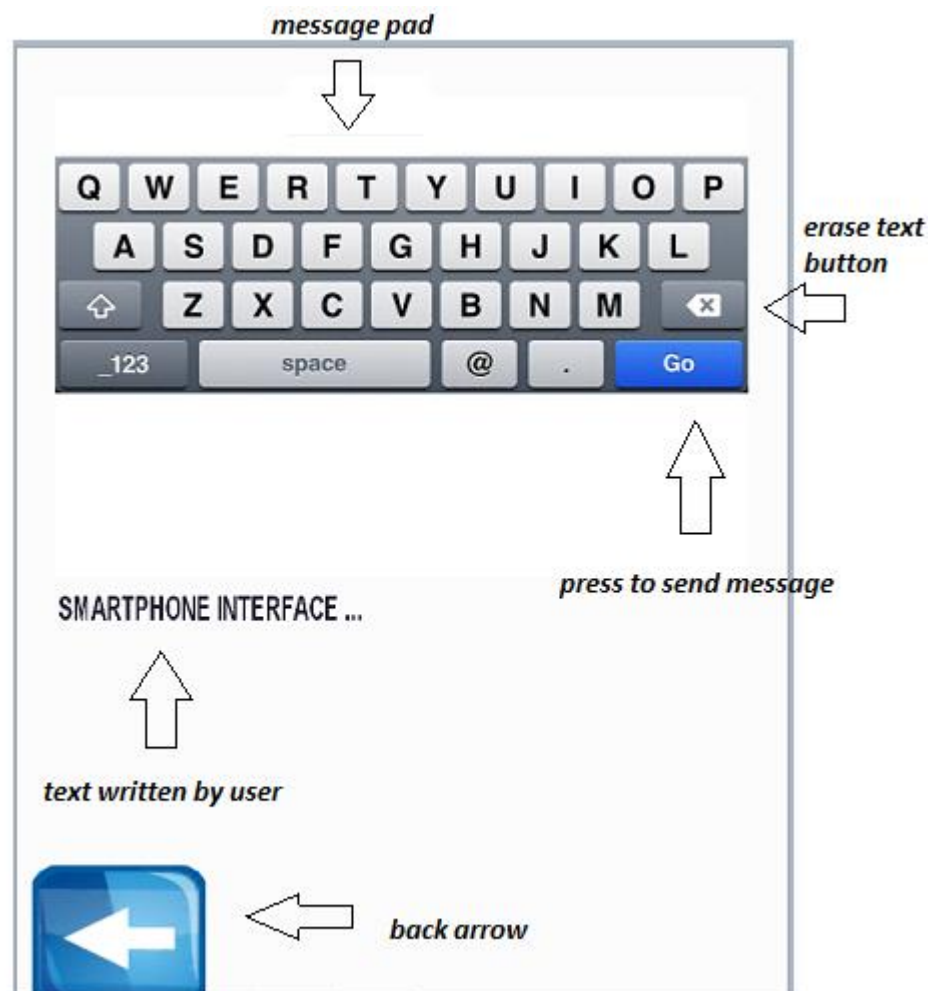 message pad
Q W E R T Y U I O P
A S D F G H J K L
erase text
button
Z X C V B N M
_123 space @ . Go
press to send message
SMARTPHONE INTERFACE ...
text written by user
back arrow